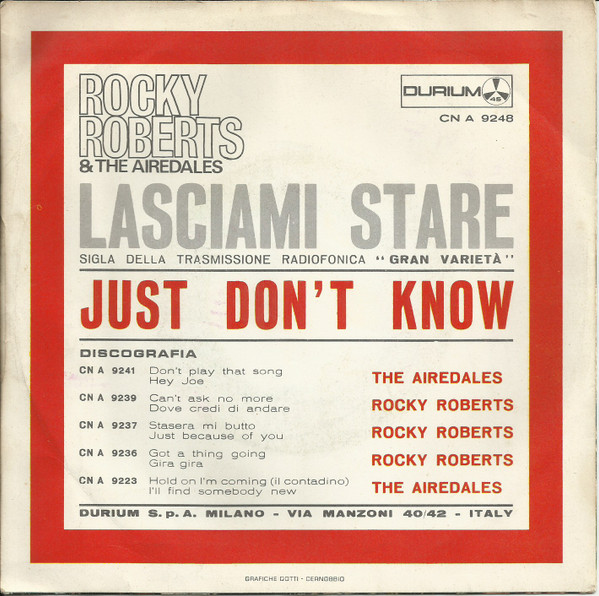 ROCKY
ROBERTS
& THE AIREDALES
DURIUM 45
CN A 9248
LASCIAMI STARE
SIGLA DELLA TRASMISSIONE RADIOFONICA "GRAN VARIETÀ"
JUST DON'T KNOW
DISCOGRAFIA
CN A 9241 Don't play that song
Hey Joe
THE AIREDALES
CN A 9239 Can't ask no more
Dove credi di andare
ROCKY ROBERTS
CN A 9237 Stasera mi butto
Just because of you
ROCKY ROBERTS
CN A 9236 Got a thing going
Gira gira
ROCKY ROBERTS
CN A 9223 Hold on I'm coming (il contadino)
I'll find somebody new
THE AIREDALES
DURIUM S.p.A. MILANO - VIA MANZONI 40/42 - ITALY
GRAFICHE GOTTI - CERNOBBIO